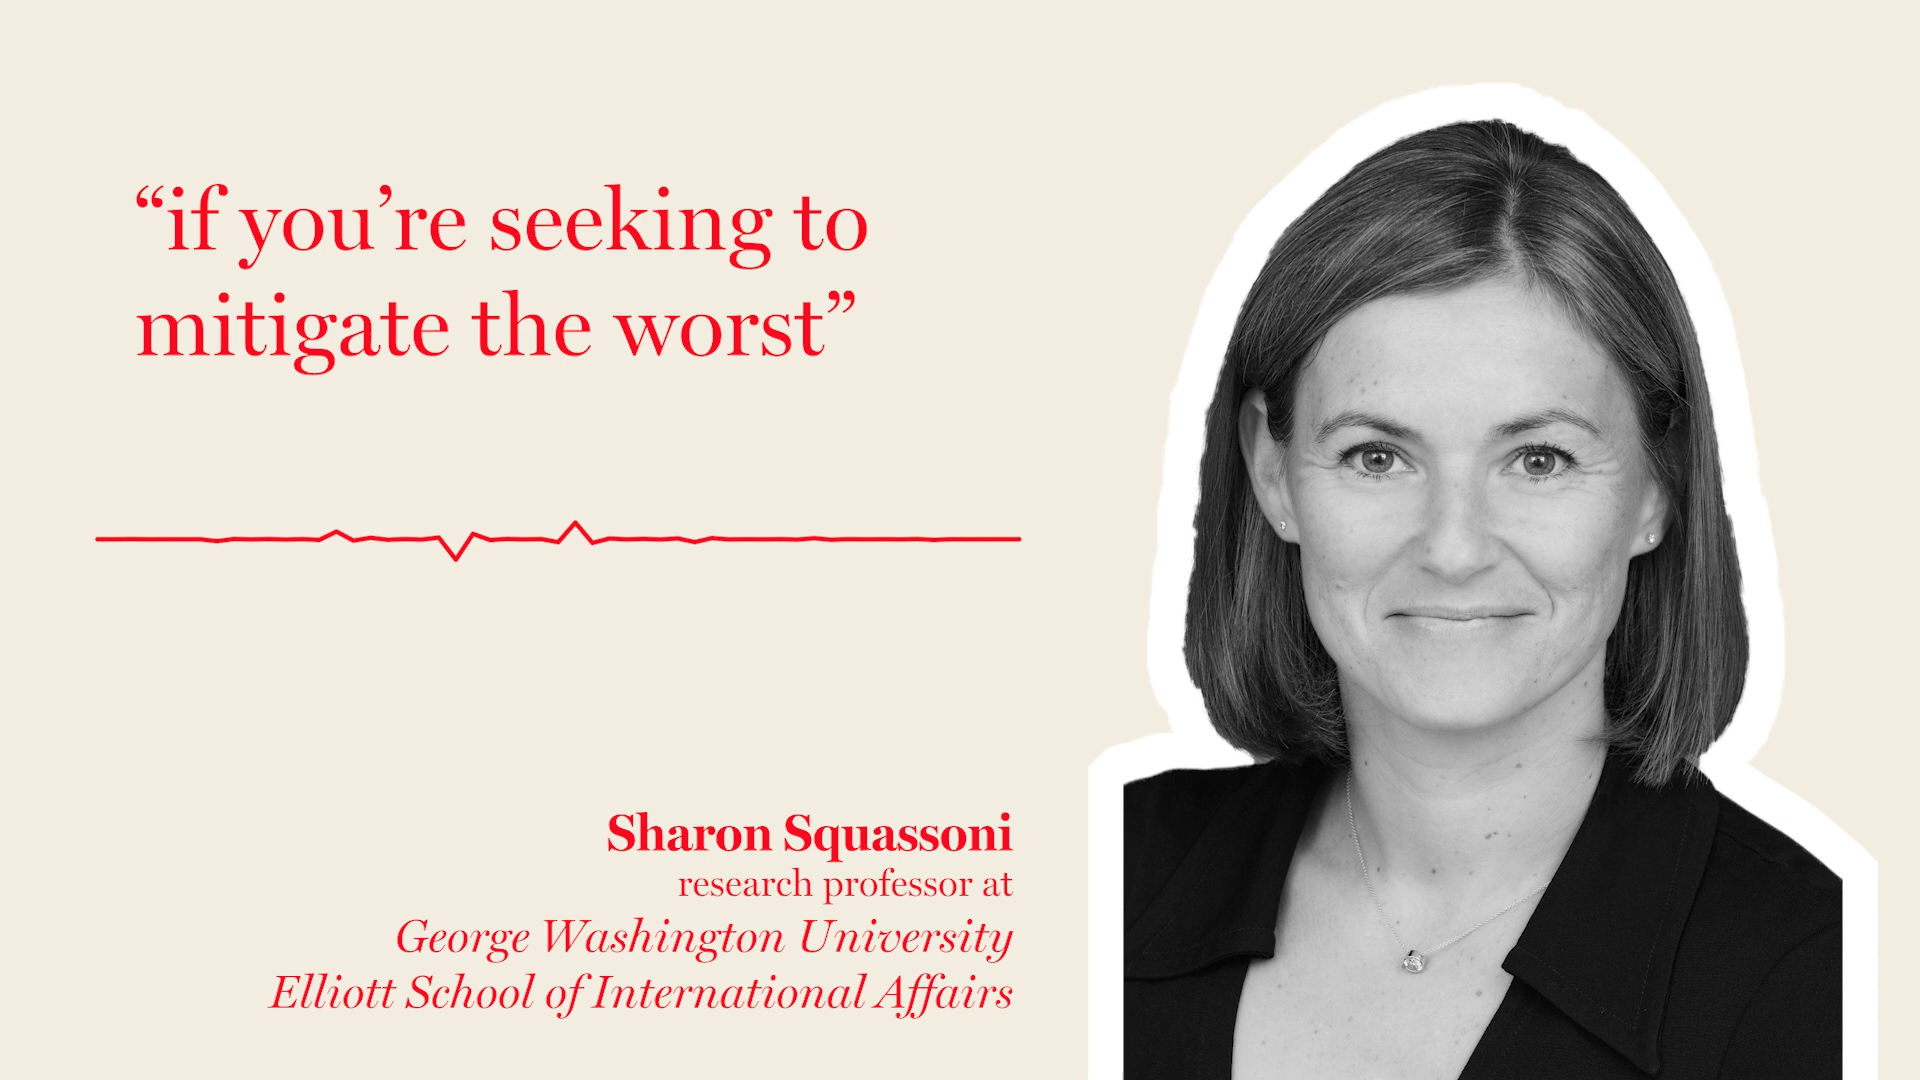 “if you’re seeking to
mitigate the worst”
Sharon Squassoni
research professor at
George Washington University
Elliott School of International Affairs